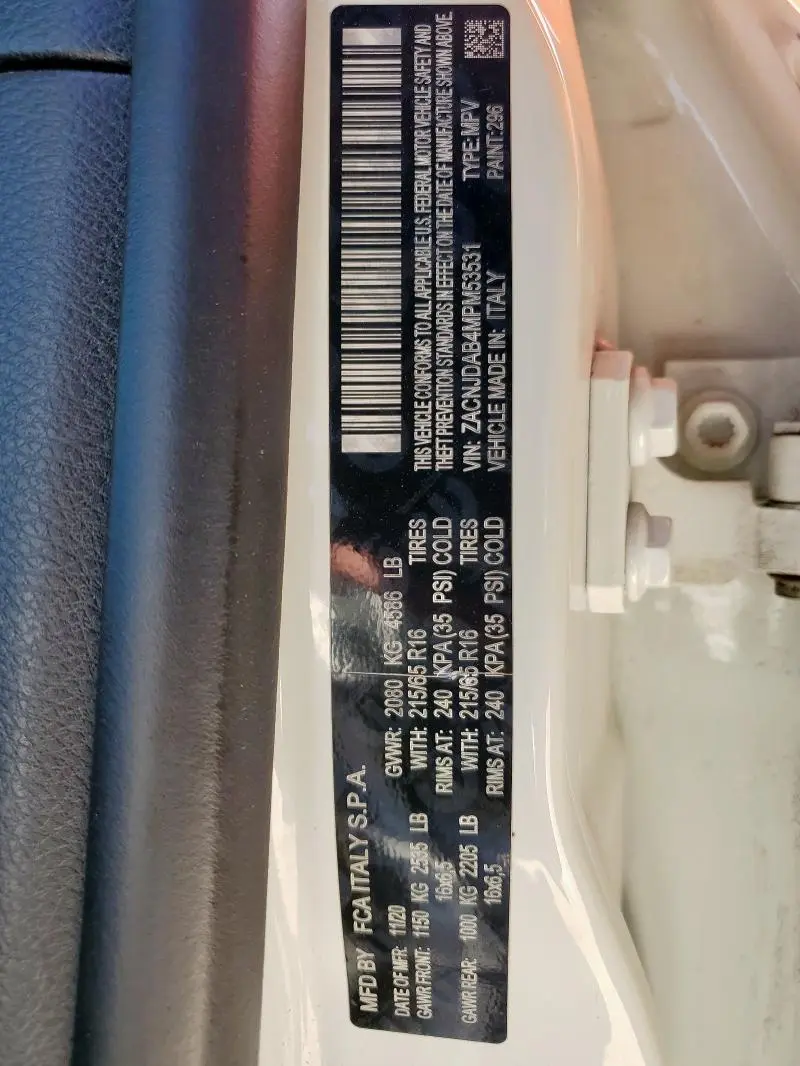 MFD BY FCA ITALY S.P.A.
DATE OF MFR: 11/20 GVWR: 2080 KG 4586 LB
GAWR FRONT: 1150 KG 2535 LB WITH: 215/65 R16 TIRES
16x6,5 RIMS AT: 240 KPA(35 PSI) COLD
GAWR REAR: 1000 KG 2205 LB WITH: 215/65 R16 TIRES
16x6,5 RIMS AT: 240 KPA(35 PSI) COLD
THIS VEHICLE CONFORMS TO ALL APPLICABLE U.S. FEDERAL MOTOR VEHICLE SAFETY AND
THEFT PREVENTION STANDARDS IN EFFECT ON THE DATE OF MANUFACTURE SHOWN ABOVE.
VIN: ZACNJDAB4MPM53531 TYPE: MPV
VEHICLE MADE IN: ITALY PAINT: 296